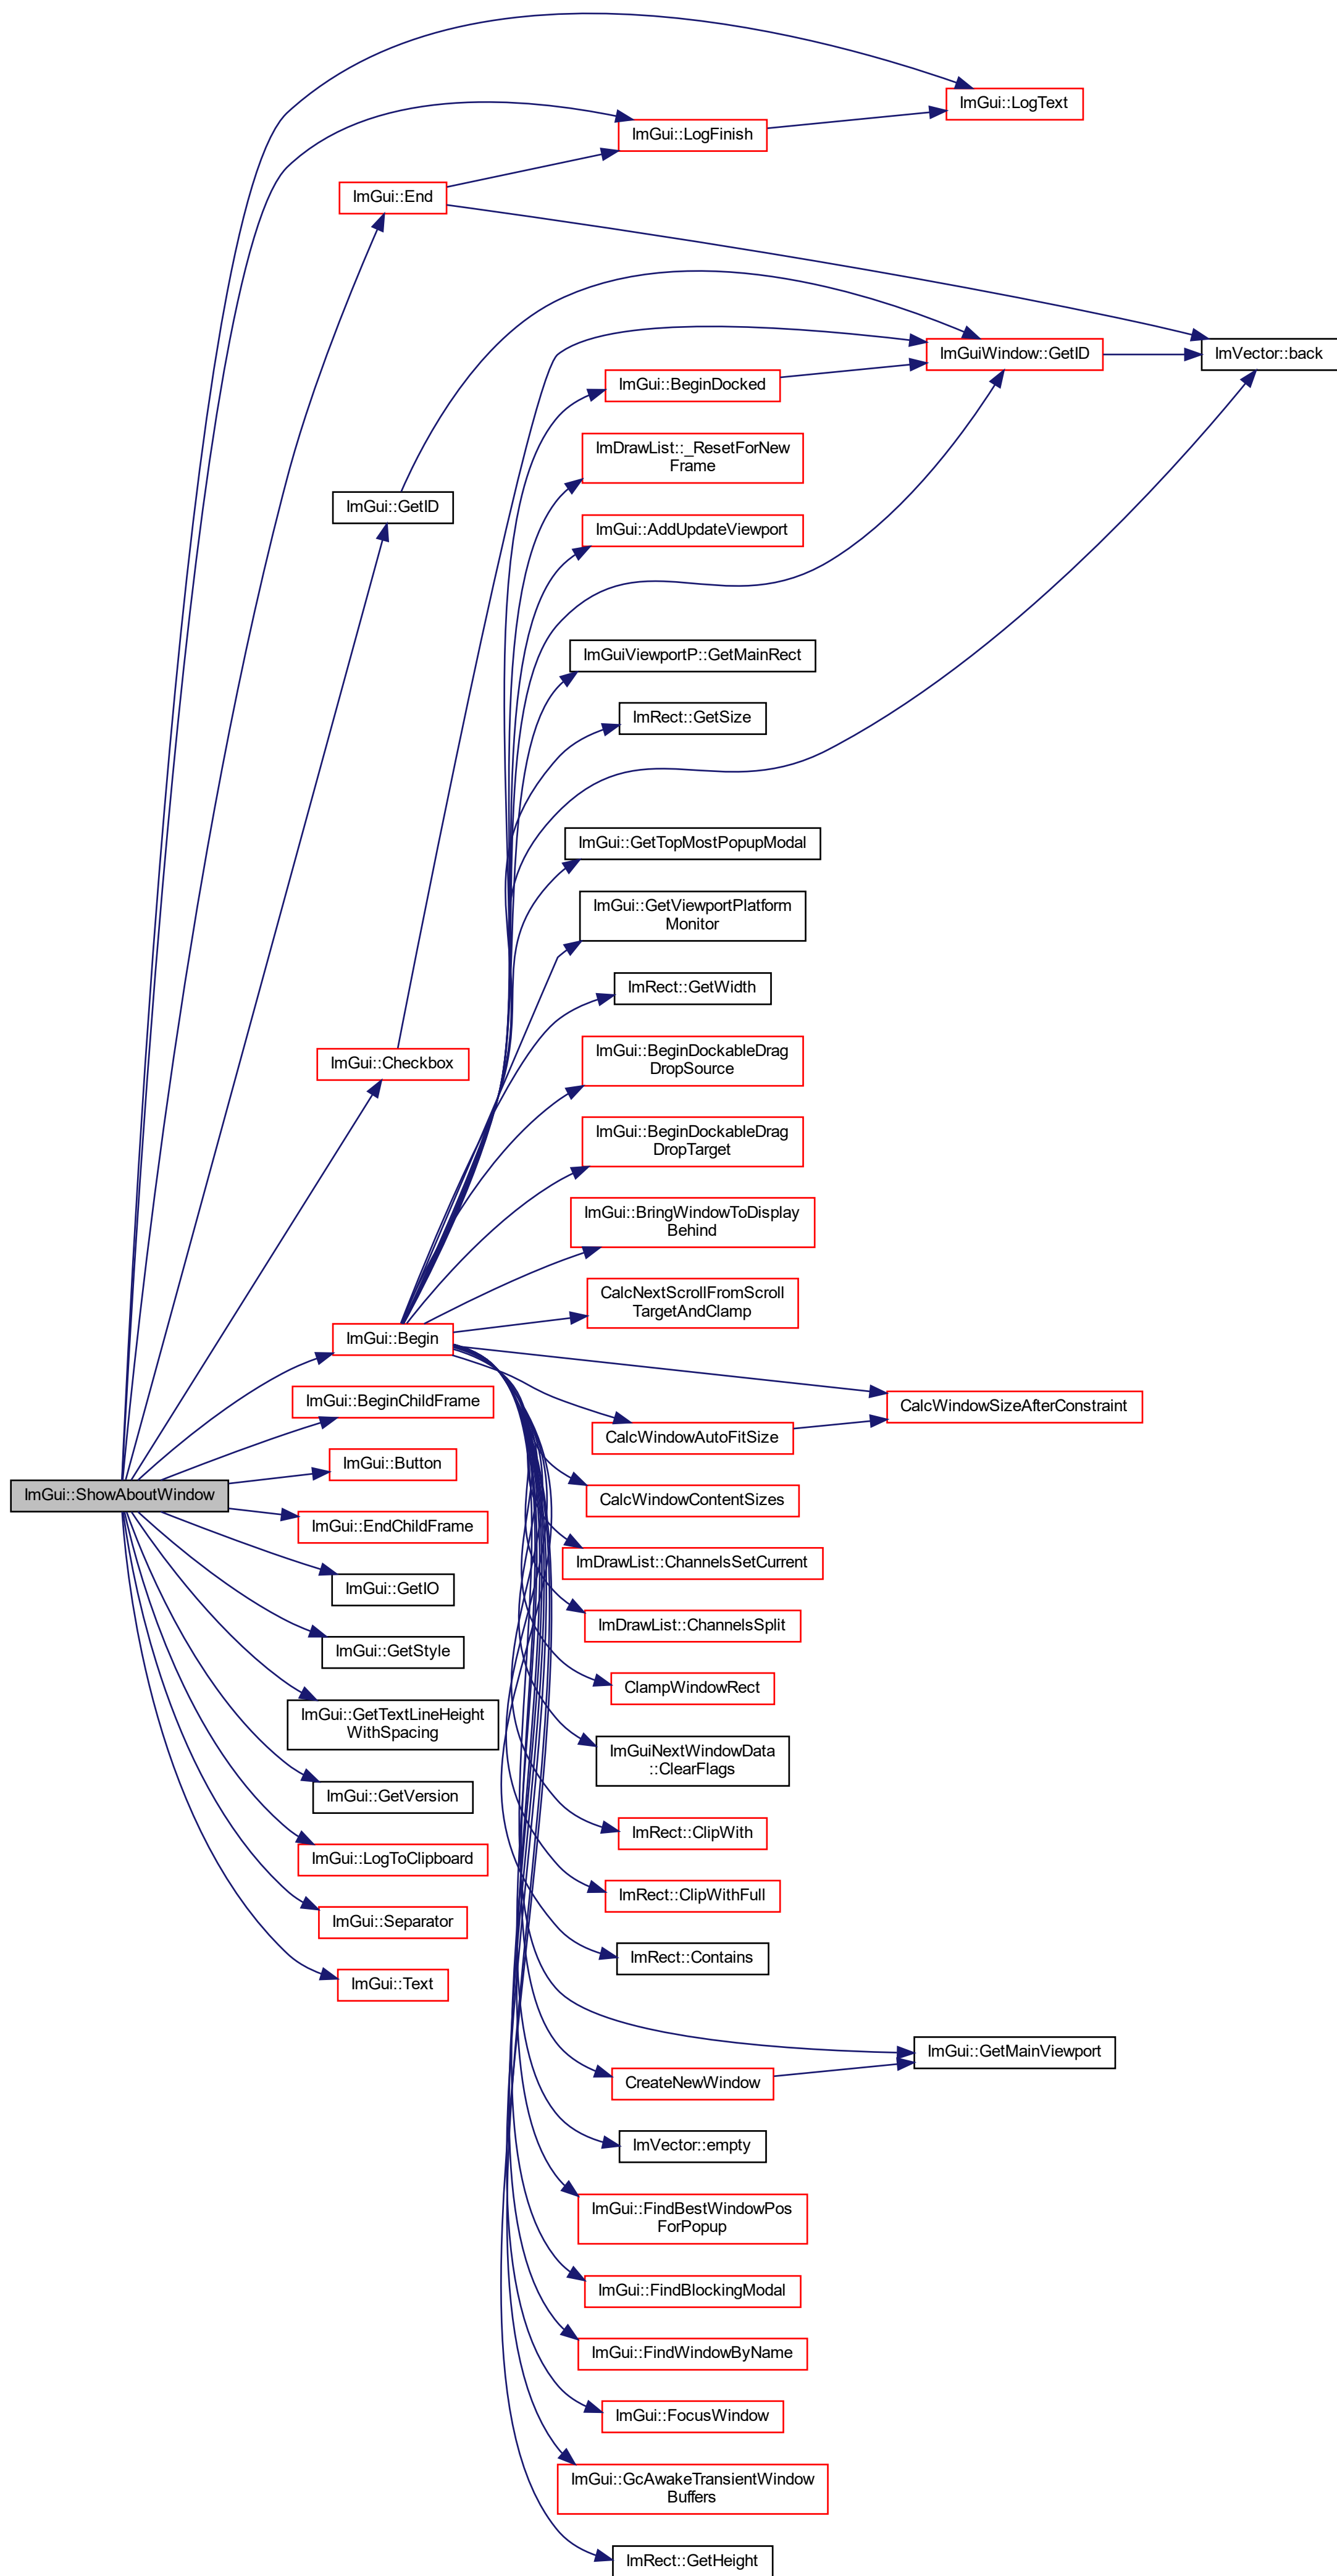 ImGui::LogText
ImGui::LogFinish
ImGui::End
ImGuiWindow::GetID
ImVector::back
ImGui::BeginDocked
ImDrawList::_ResetForNew
Frame
ImGui::GetID
ImGui::AddUpdateViewport
ImGuiViewportP::GetMainRect
ImRect::GetSize
ImGui::GetTopMostPopupModal
ImGui::GetViewportPlatform
Monitor
ImRect::GetWidth
ImGui::Checkbox
ImGui::BeginDockableDrag
DropSource
ImGui::BeginDockableDrag
DropTarget
ImGui::BringWindowToDisplay
Behind
CalcNextScrollFromScroll
TargetAndClamp
ImGui::Begin
ImGui::BeginChildFrame
CalcWindowSizeAfterConstraint
CalcWindowAutoFitSize
ImGui::Button
ImGui::ShowAboutWindow
CalcWindowContentSizes
ImGui::EndChildFrame
ImDrawList::ChannelsSetCurrent
ImGui::GetIO
ImDrawList::ChannelsSplit
ImGui::GetStyle
ClampWindowRect
ImGui::GetTextLineHeight
WithSpacing
ImGuiNextWindowData
::ClearFlags
ImGui::GetVersion
ImRect::ClipWith
ImGui::LogToClipboard
ImRect::ClipWithFull
ImGui::Separator
ImRect::Contains
ImGui::Text
ImGui::GetMainViewport
CreateNewWindow
ImVector::empty
ImGui::FindBestWindowPos
ForPopup
ImGui::FindBlockingModal
ImGui::FindWindowByName
ImGui::FocusWindow
ImGui::GcAwakeTransientWindow
Buffers
ImRect::GetHeight